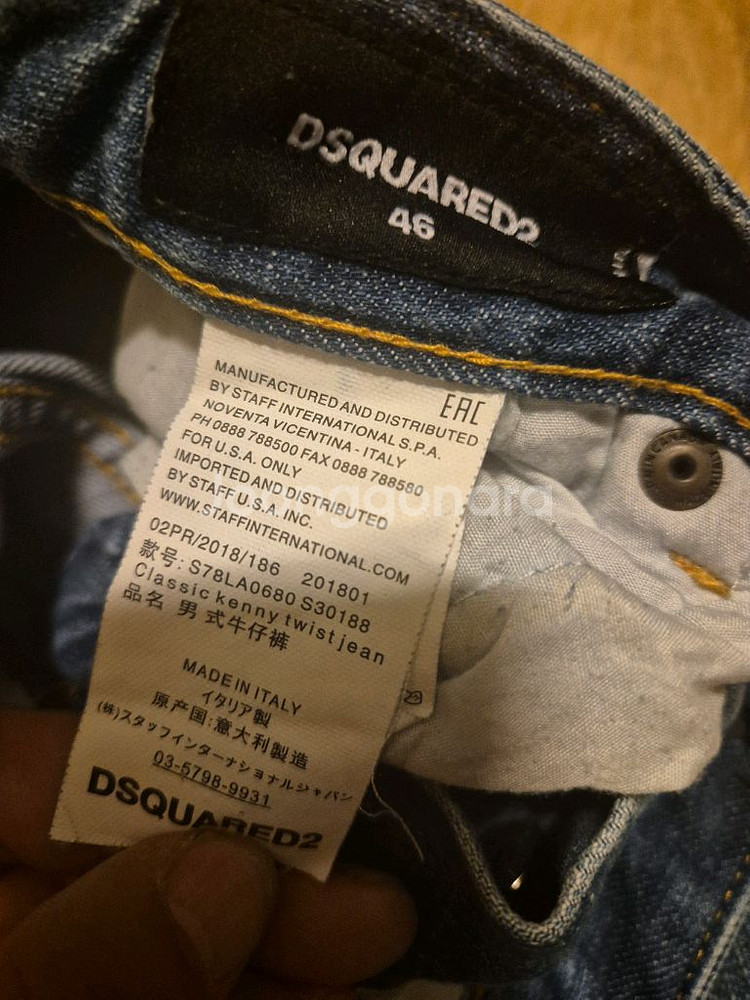 DSQUARED2
46
EAC
MANUFACTURED AND DISTRIBUTED
BY STAFF INTERNATIONAL S.P.A.
NOVENTA VICENTINA - ITALY
PH 0888 788500 FAX 0888 788580
FOR U.S.A. ONLY
IMPORTED AND DISTRIBUTED
BY STAFF U.S.A. INC.
WWW.STAFFINTERNATIONAL.COM
02PR/2018/186 201801
款号: S78LA0680 S30188
Classic kenny twist jean
品名 男 式牛仔裤
MADE IN ITALY
イタリア製
原产国:意大利製造
(株)スタッフインターナショナルジャパン
03-5798-9931
DSQUARED2